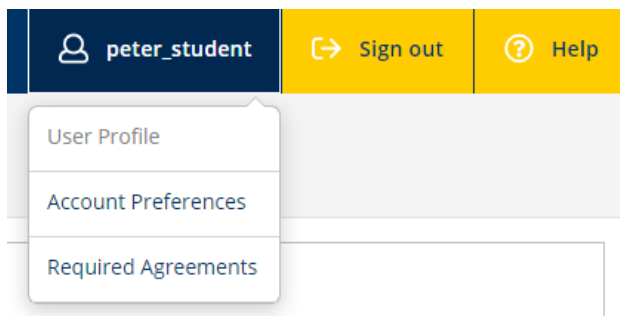 peter_student Sign out Help
User Profile
Account Preferences
Required Agreements